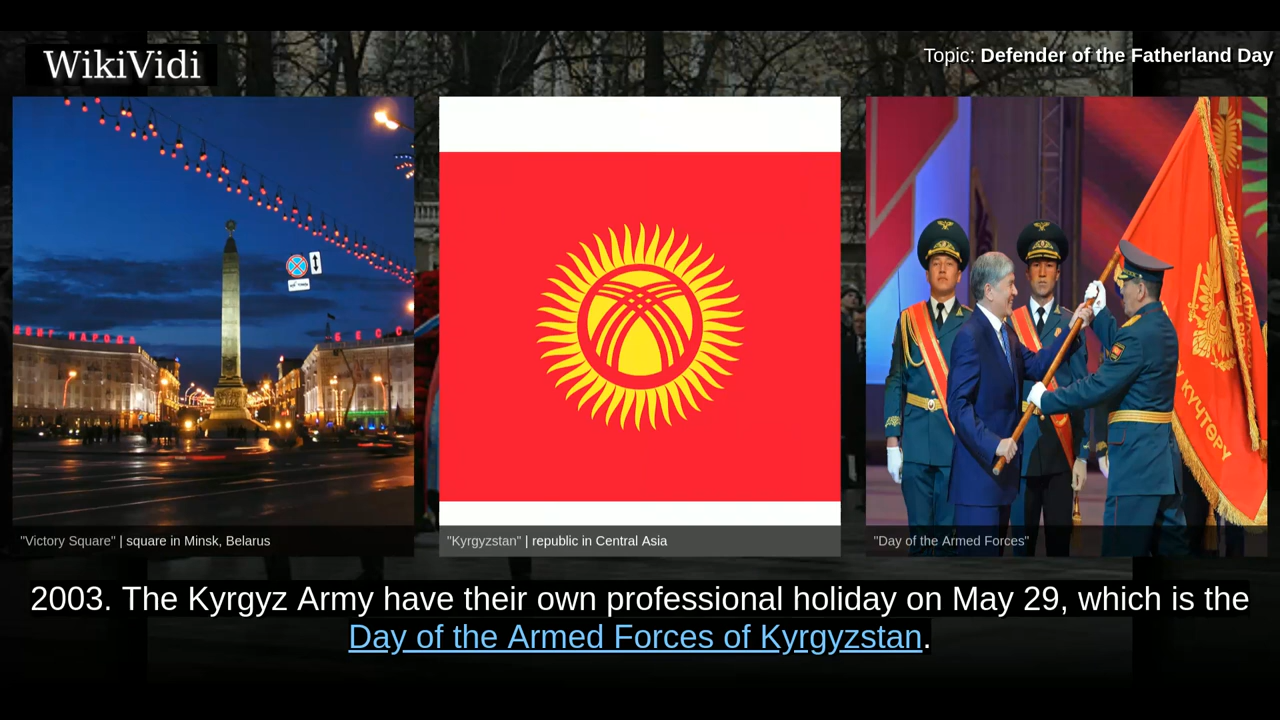 WikiVidi
Topic: Defender of the Fatherland Day
НАРОДА
КҮЧТӨРҮ
"Victory Square" | square in Minsk, Belarus
"Kyrgyzstan" | republic in Central Asia
"Day of the Armed Forces"
2003. The Kyrgyz Army have their own professional holiday on May 29, which is the
Day of the Armed Forces of Kyrgyzstan.